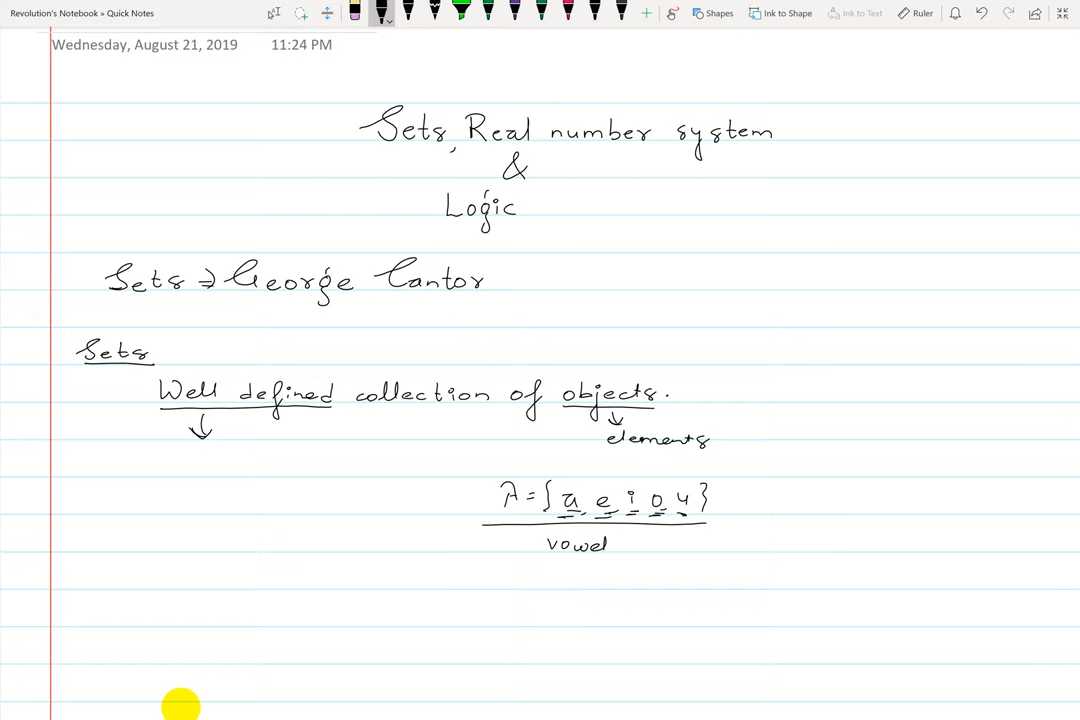 Revolution's Notebook » Quick Notes
Shapes
Ink to Shape
Ink to Text
Ruler
Wednesday, August 21, 2019 11:24 PM
Sets, Real number system
&
Logic
Sets ⇒ George Cantor
Sets
Well defined collection of objects.
↓ ↓
elements
A = { a, e i o u }
vowel